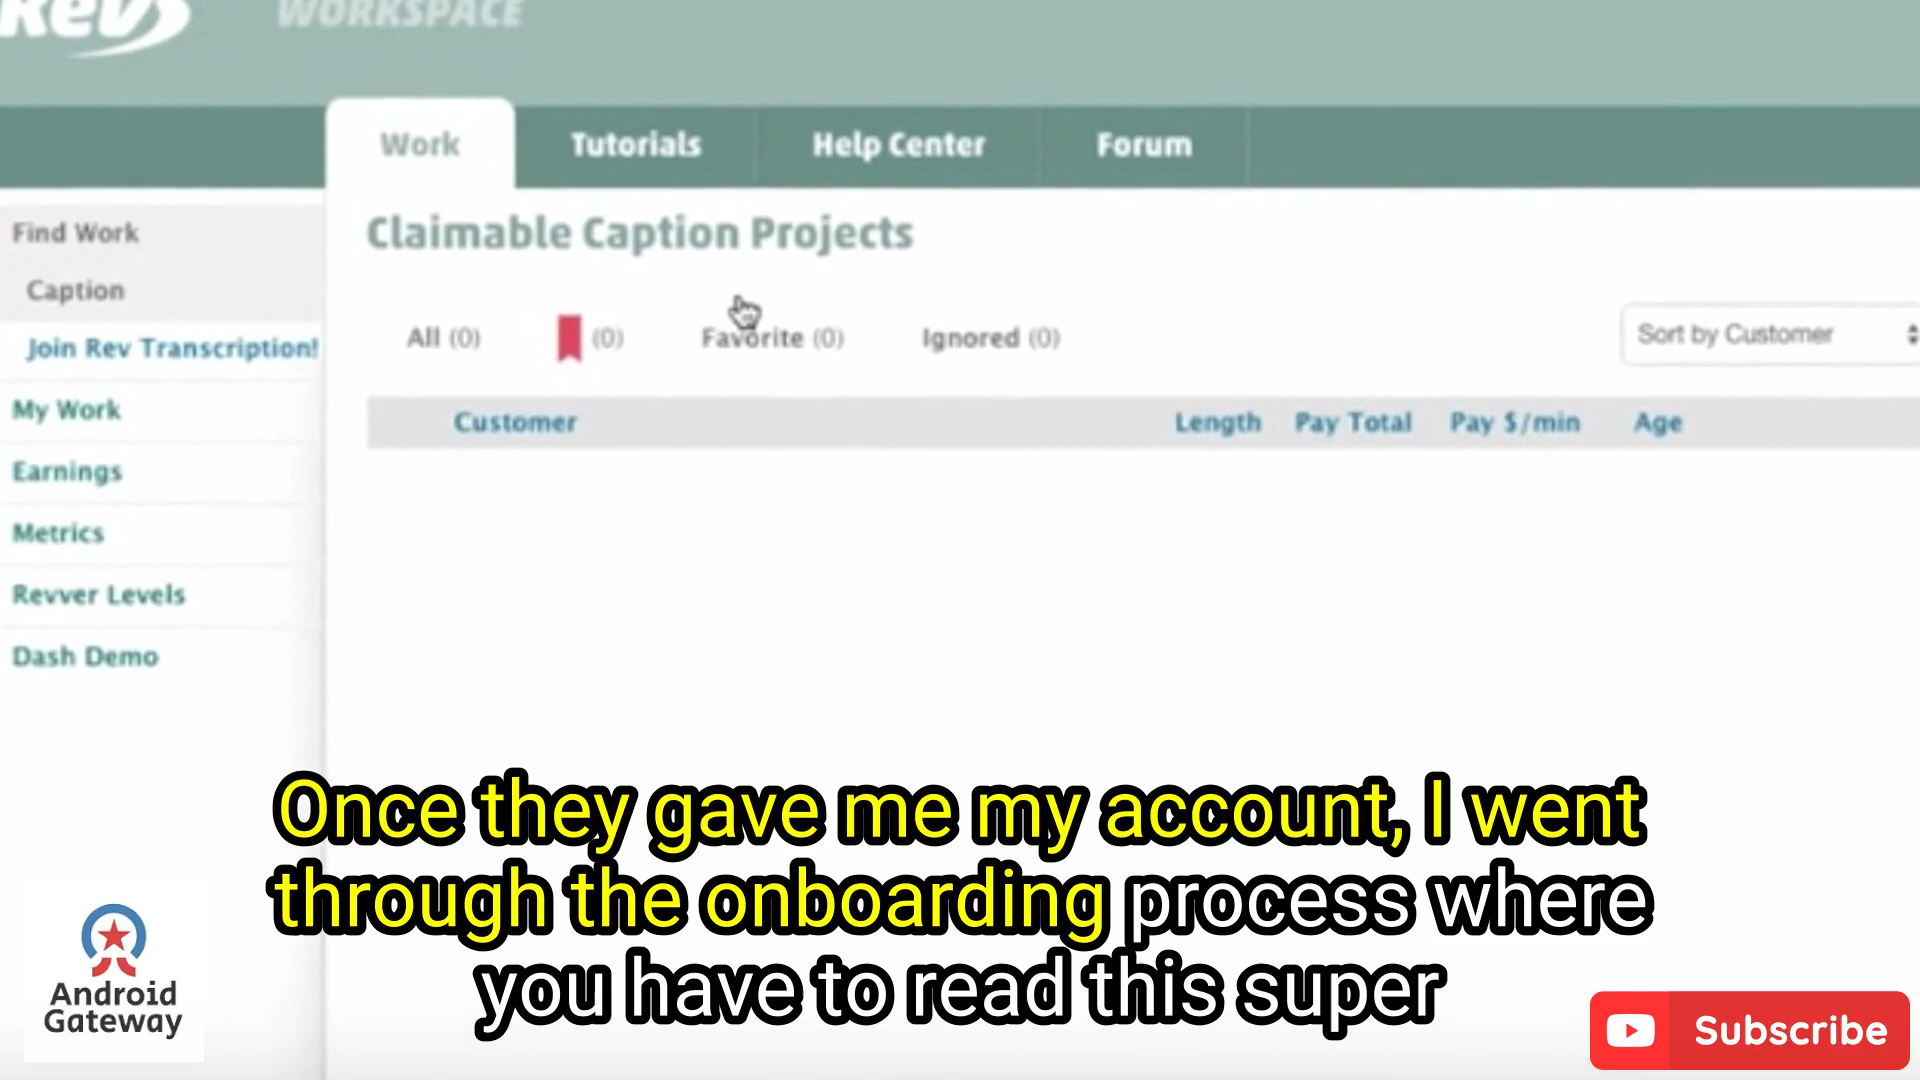 Rev WORKSPACE
Work Tutorials Help Center Forum
Find Work
Caption
Join Rev Transcription!
My Work
Earnings
Metrics
Revver Levels
Dash Demo
Claimable Caption Projects
All (0) (0) Favorite (0) Ignored (0)
Sort by Customer
Customer Length Pay Total Pay $/min Age
Once they gave me my account, I went
through the onboarding process where
you have to read this super
Android
Gateway
Subscribe